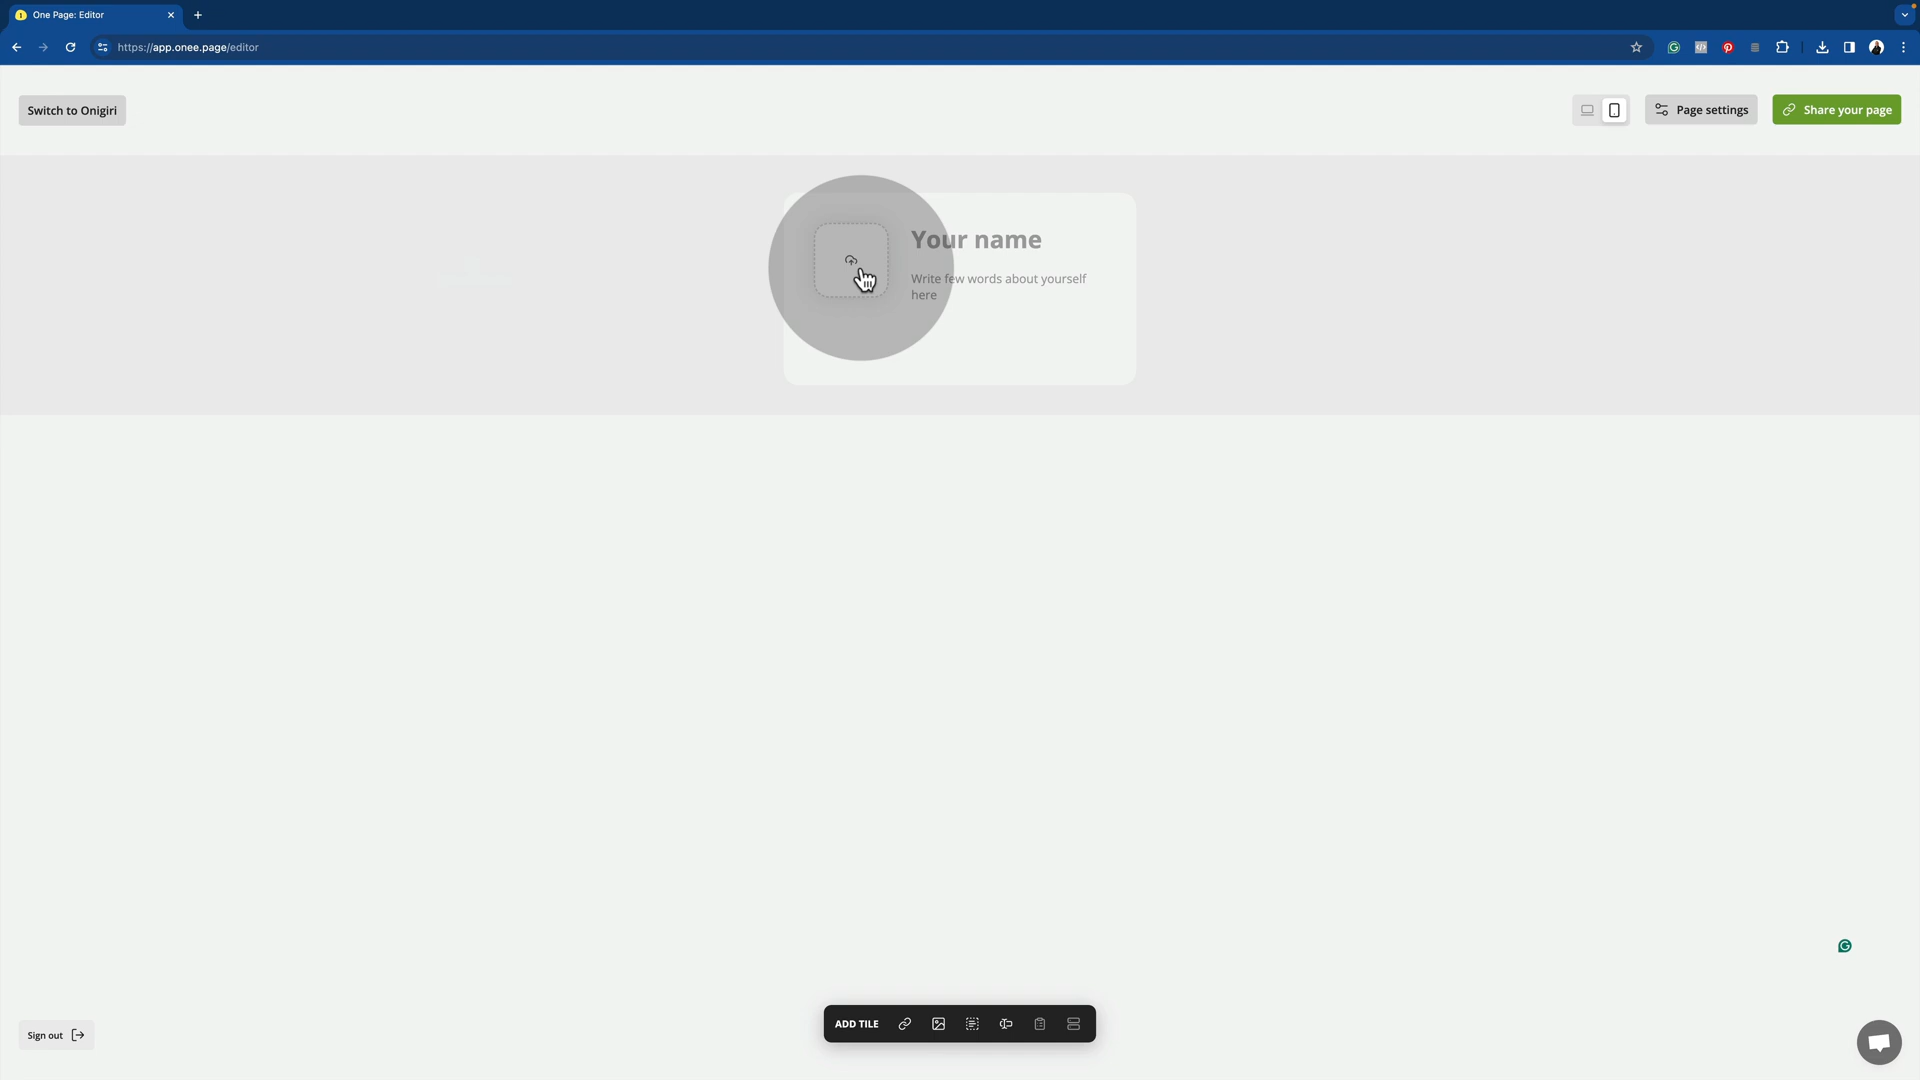 One Page: Editor
https://app.onee.page/editor
Switch to Onigiri
Page settings
Share your page
Your name
Write few words about yourself
here
ADD TILE
Sign out